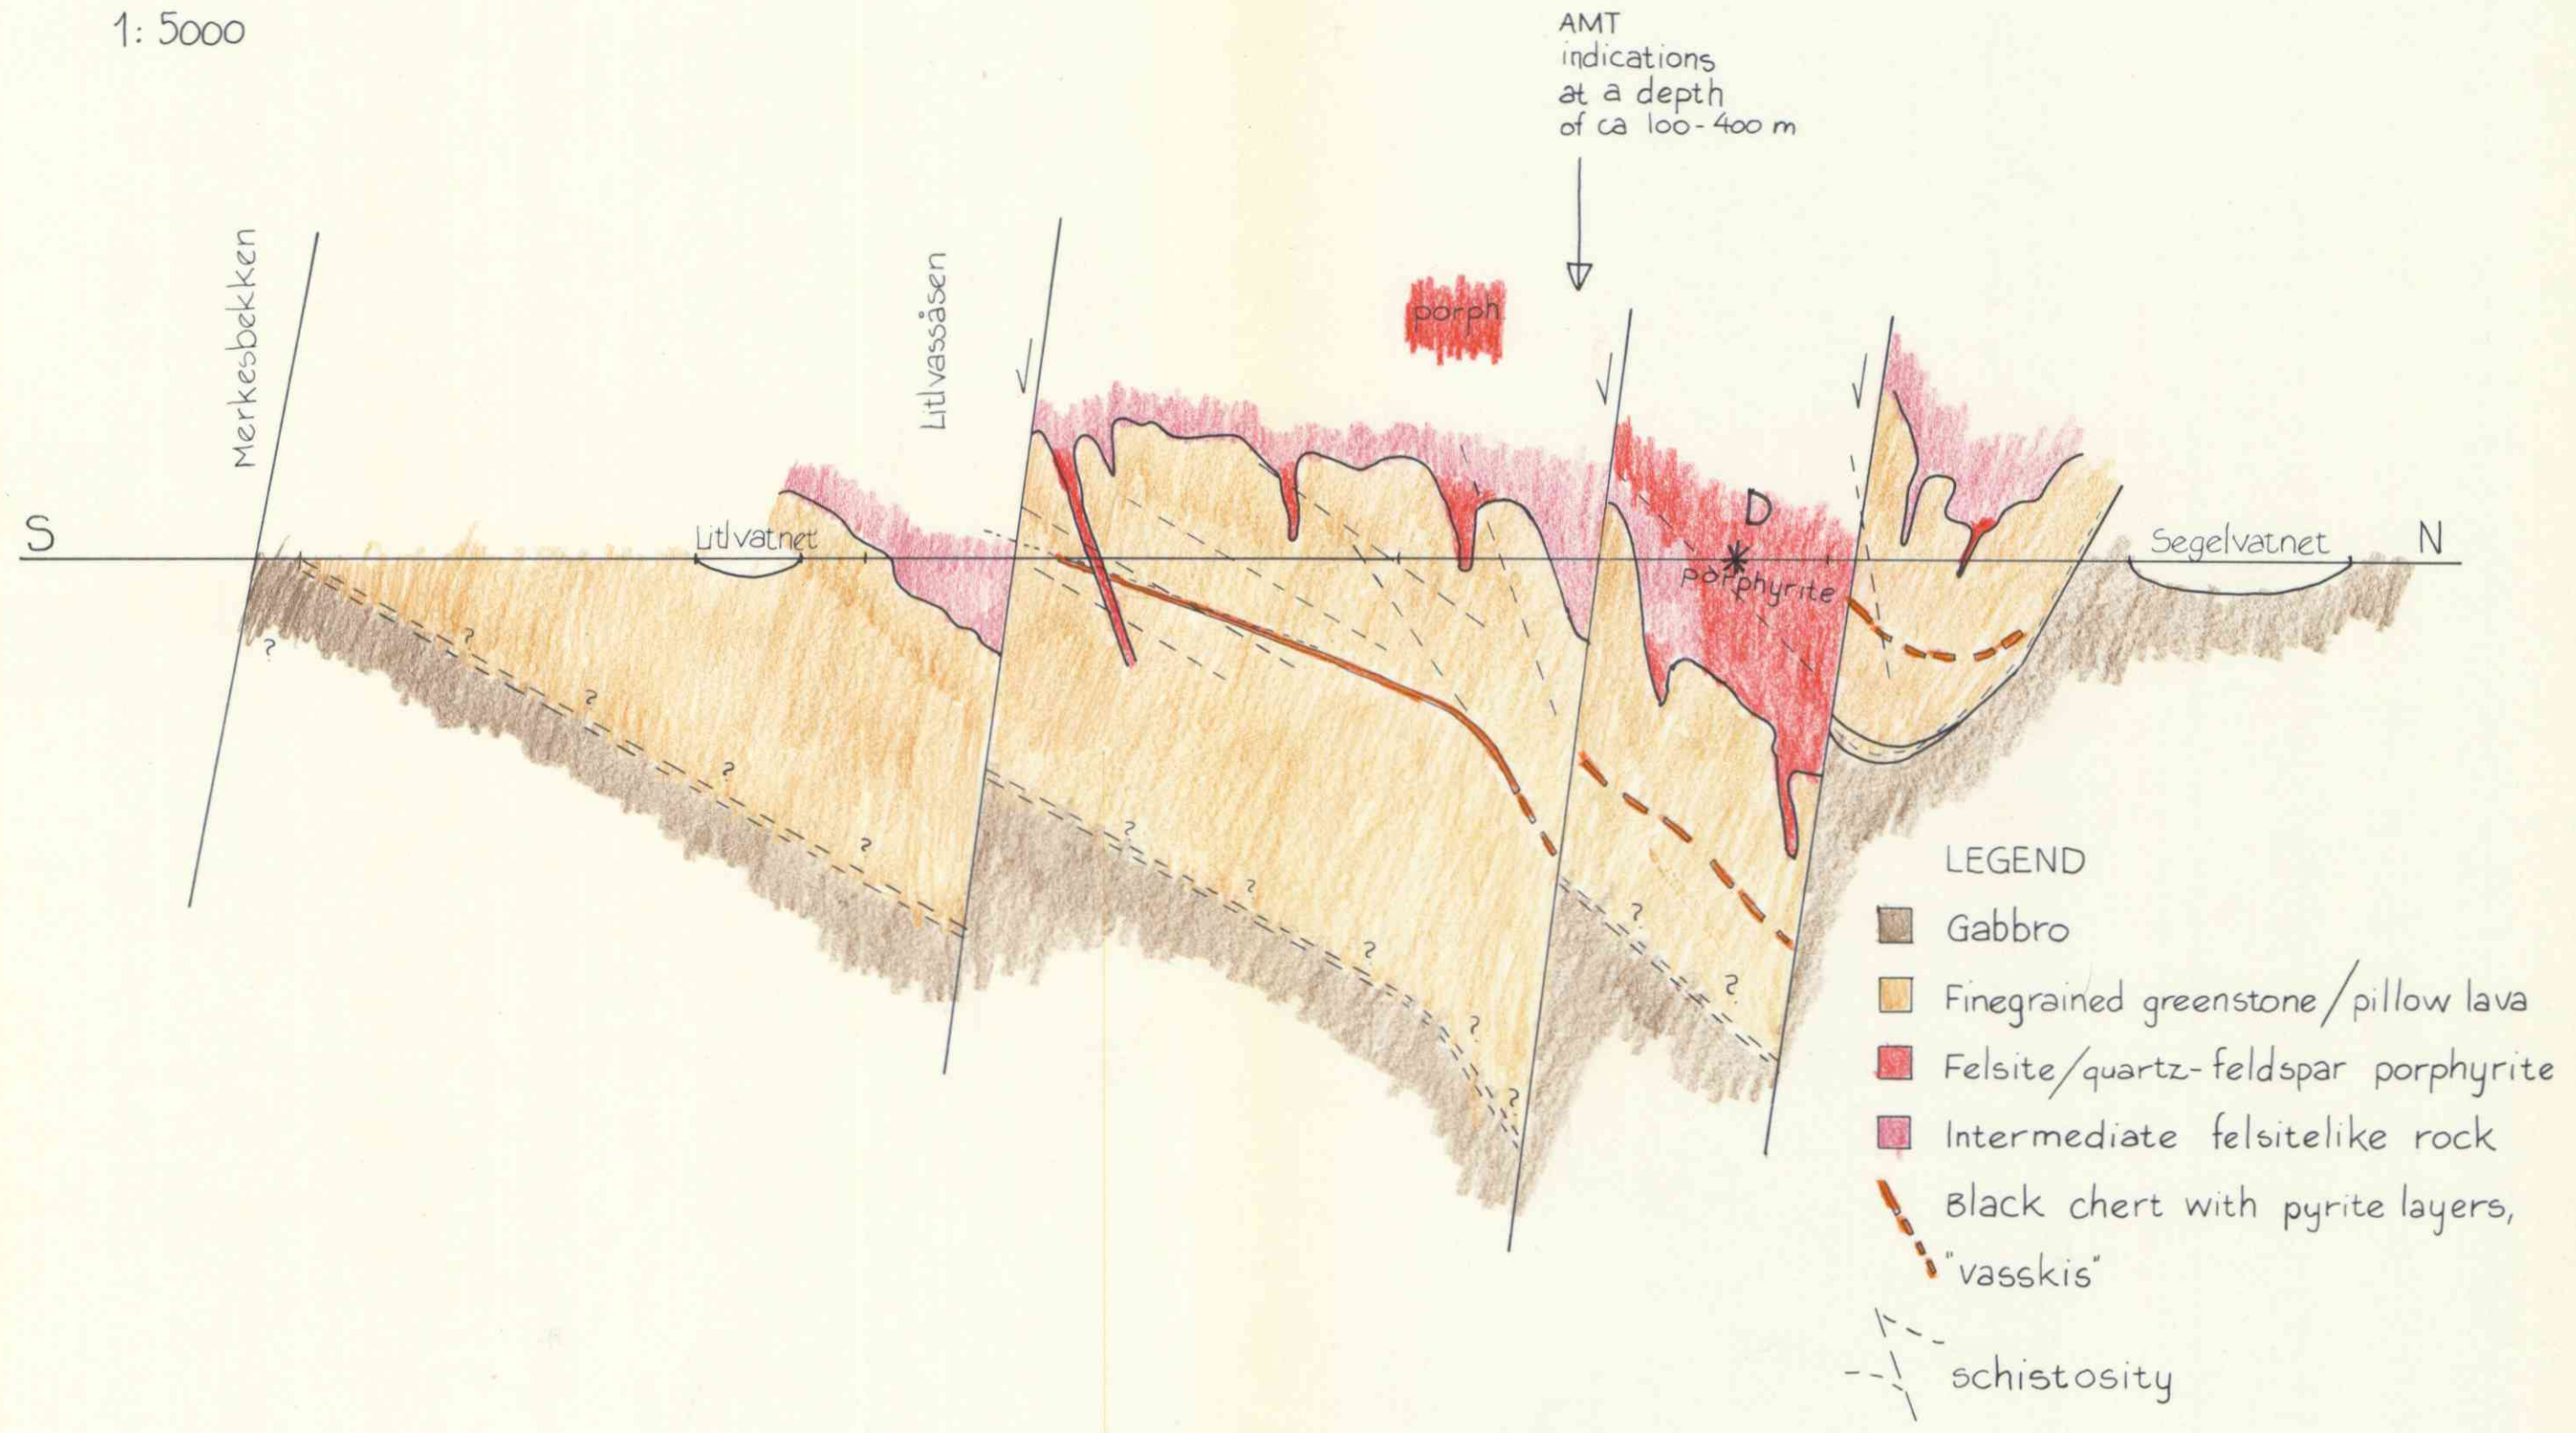 1: 5000
AMT
indications
at a depth
of ca 100-400 m
Merkesbekken
Litlvassåsen
porph
S
Litlvatnet
D
porphyrite
Segelvatnet
N
?
?
?
?
?
?
?
?
?
?
?
?
LEGEND
Gabbro
Finegrained greenstone/pillow lava
Felsite/quartz-feldspar porphyrite
Intermediate felsitelike rock
Black chert with pyrite layers,
"vasskis"
schistosity